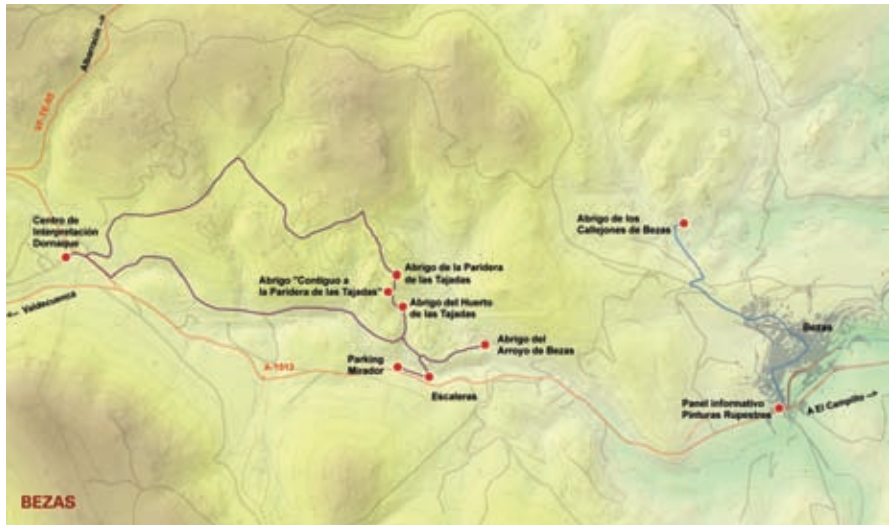 Albarracín
VF-TE-05
Centro de
Interpretación
Dornaque
<-- Valdecuenca
Abrigo de los
Callejones de Bezas
Abrigo de la Paridera
de las Tajadas
Abrigo "Contiguo a
la Paridera de las Tajadas"
Abrigo del Huerto
de las Tajadas
Abrigo del
Arroyo de Bezas
Bezas
Parking
Mirador
A-1513
Escaleras
Panel informativo
Pinturas Rupestres
A El Campillo -->
BEZAS